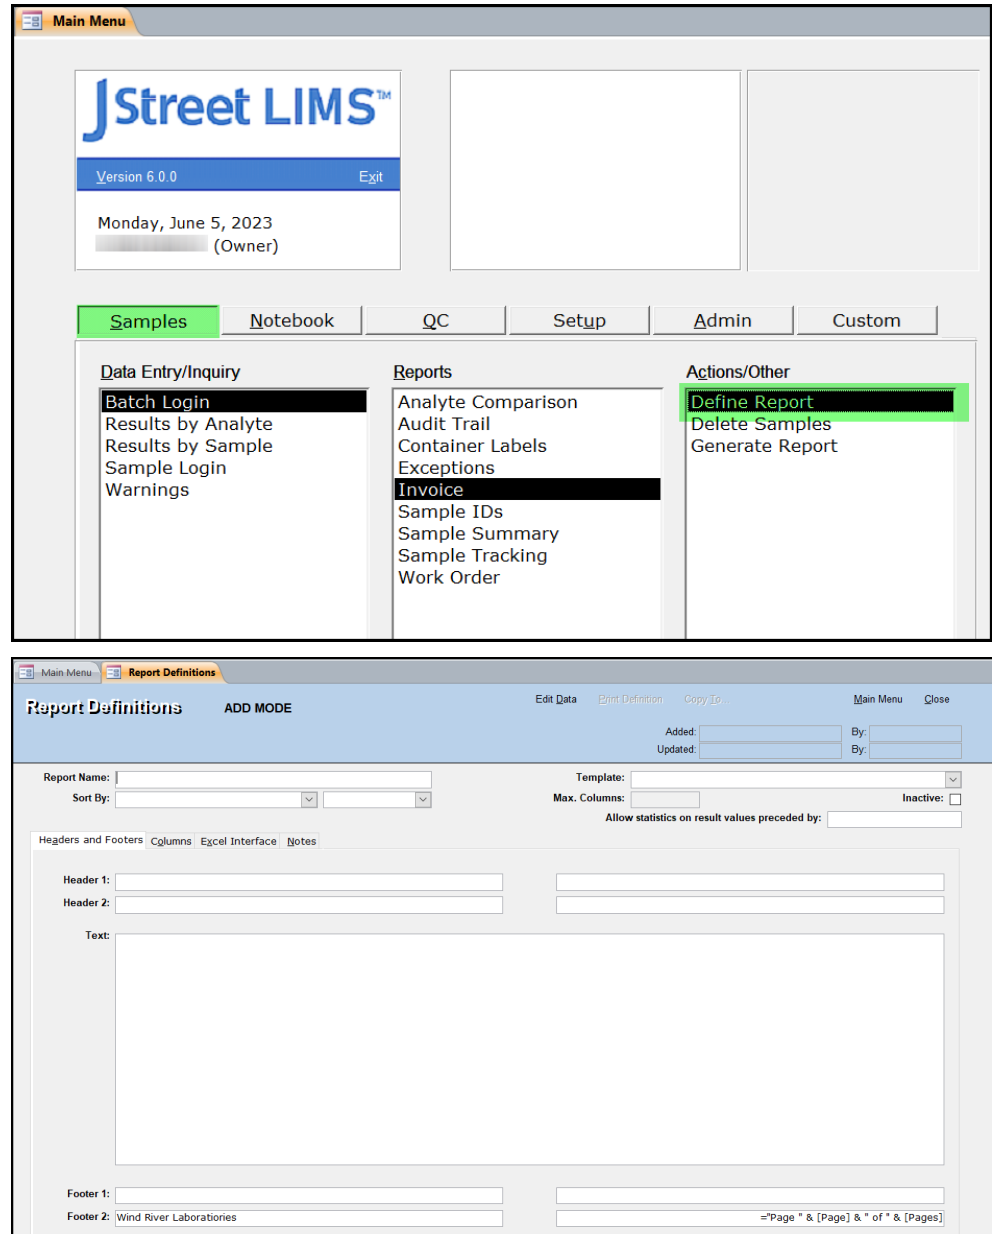 Main Menu
JStreet LIMS™
Version 6.0.0 Exit
Monday, June 5, 2023
(Owner)
Samples Notebook QC Setup Admin Custom
Data Entry/Inquiry Reports Actions/Other
Batch Login Analyte Comparison Define Report
Results by Analyte Audit Trail Delete Samples
Results by Sample Container Labels Generate Report
Sample Login Exceptions
Warnings Invoice
Sample IDs
Sample Summary
Sample Tracking
Work Order
Main Menu Report Definitions
Report Definitions ADD MODE Edit Data Print Definition Copy To... Main Menu Close
Added: By:
Updated: By:
Report Name: Template:
Sort By: Max. Columns: Inactive:
Allow statistics on result values preceded by:
Headers and Footers Columns Excel Interface Notes
Header 1:
Header 2:
Text:
Footer 1:
Footer 2: Wind River Laboratiories ="Page " & [Page] & " of " & [Pages]